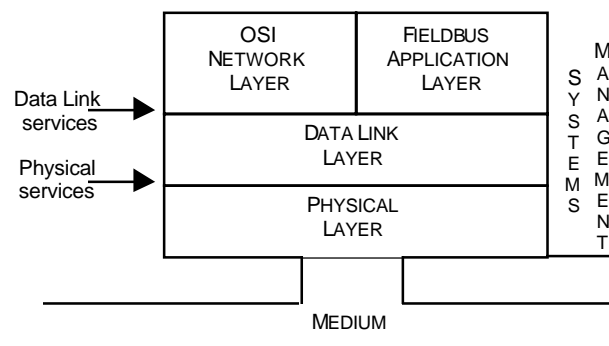 OSI
NETWORK
LAYER
FIELDBUS
APPLICATION
LAYER
Data Link
services
DATA LINK
LAYER
Physical
services
PHYSICAL
LAYER
SYSTEMS
MANAGEMENT
MEDIUM